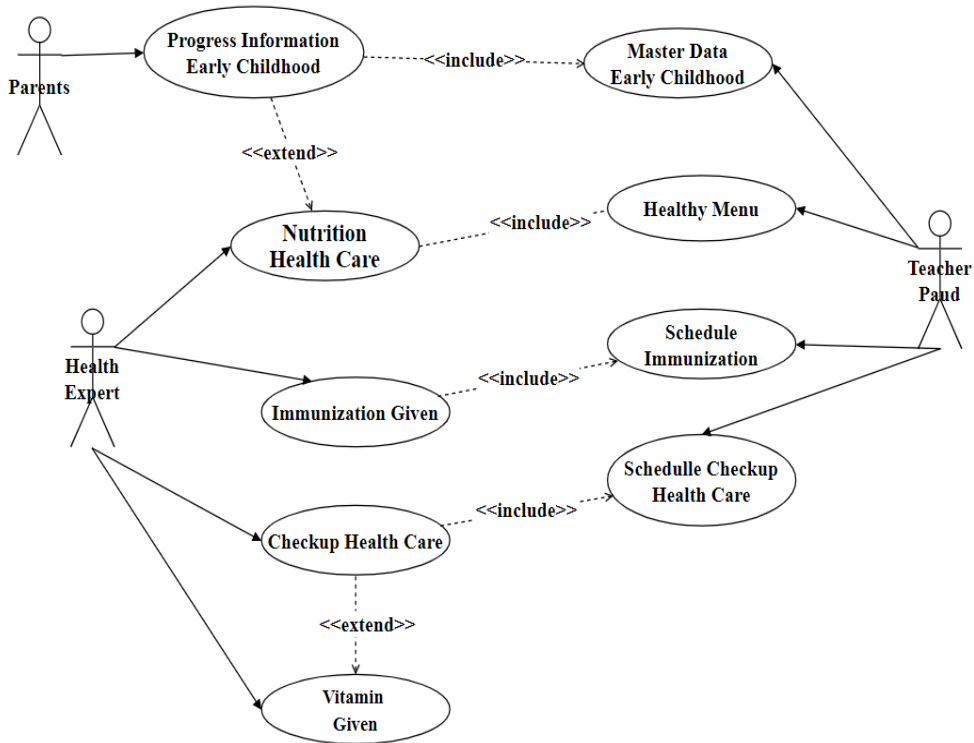 Progress Information
Early Childhood
<<include>>
Master Data
Early Childhood
Parents
<<extend>>
Nutrition
Health Care
<<include>>
Healthy Menu
Teacher
Paud
Health
Expert
Immunization Given
<<include>>
Schedule
Immunization
Checkup Health Care
<<include>>
Schedulle Checkup
Health Care
<<extend>>
Vitamin
Given